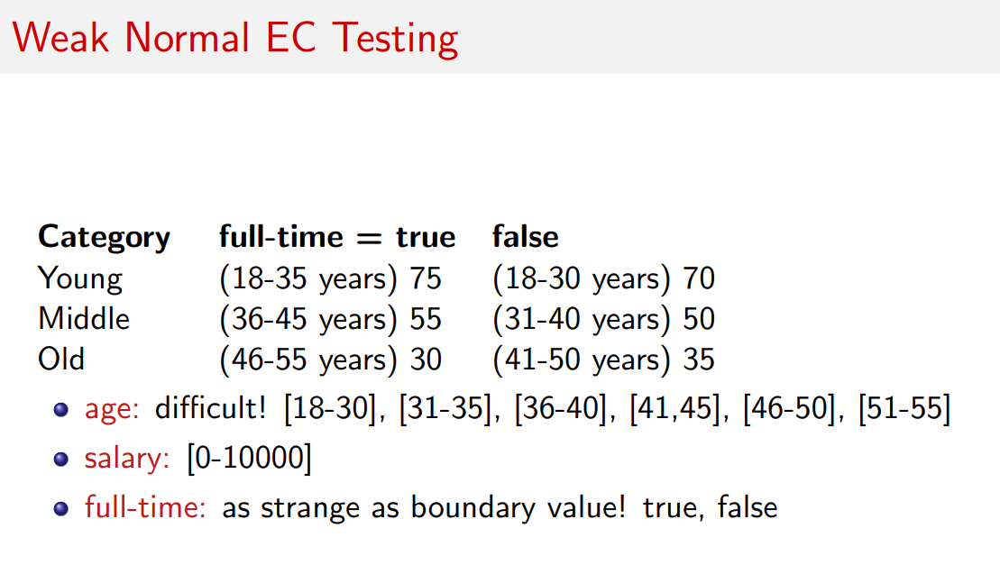 Weak Normal EC Testing
Category full-time = true false
Young (18-35 years) 75 (18-30 years) 70
Middle (36-45 years) 55 (31-40 years) 50
Old (46-55 years) 30 (41-50 years) 35
age: difficult! [18-30], [31-35], [36-40], [41,45], [46-50], [51-55]
salary: [0-10000]
full-time: as strange as boundary value! true, false